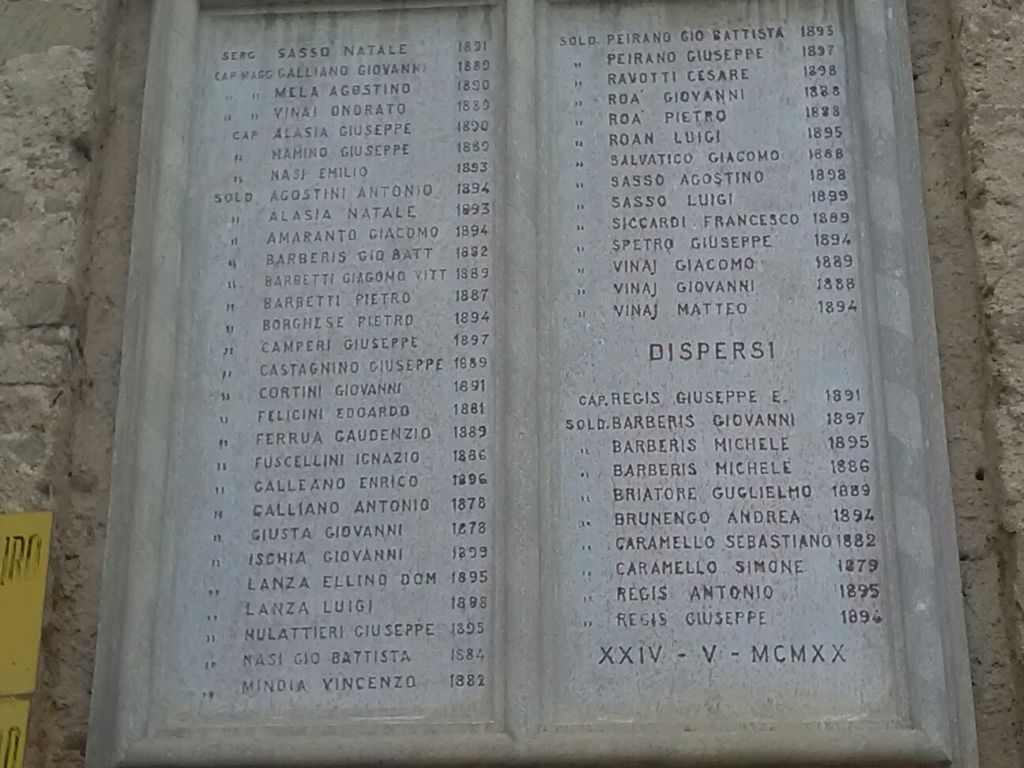 SERG SASSO NATALE 1891
CAP.MAGG GALLIANO GIOVANNI 1889
" " MELA AGOSTINO 1890
" " VINAI ONORATO 1889
CAP ALASIA GIUSEPPE 1890
" MAMINO GIUSEPPE 1889
" NASI EMILIO 1893
SOLD AGOSTINI ANTONIO 1894
" ALASIA NATALE 1893
" AMARANTO GIACOMO 1894
" BARBERIS GIO BATT 1882
" BARBETTI GIACOMO VITT 1889
" BARBETTI PIETRO 1887
" BORGHESE PIETRO 1894
" CAMPERI GIUSEPPE 1897
" CASTAGNINO GIUSEPPE 1889
" CORTINI GIOVANNI 1891
" FELICINI EDOARDO 1881
" FERRUA GAUDENZIO 1889
" FUSCELLINI IGNAZIO 1886
" GALLEANO ENRICO 1896
" GALLIANO ANTONIO 1878
" GIUSTA GIOVANNI 1878
" ISCHIA GIOVANNI 1899
" LANZA ELLINO DOM 1895
" LANZA LUIGI 1898
" MULATTIERI GIUSEPPE 1895
" NASI GIO BATTISTA 1884
" MINDIA VINCENZO 1882
SOLD. PEIRANO GIO BATTISTA 1893
" PEIRANO GIUSEPPE 1897
" RAVOTTI CESARE 1898
" ROA' GIOVANNI 1888
" ROA' PIETRO 1888
" ROAN LUIGI 1895
" SALVATICO GIACOMO 1888
" SASSO AGOSTINO 1898
" SASSO LUIGI 1899
" SICCARDI FRANCESCO 1889
" SPETRO GIUSEPPE 1894
" VINAJ GIACOMO 1889
" VINAJ GIOVANNI 1888
" VINAJ MATTEO 1894
DISPERSI
CAP. REGIS GIUSEPPE E. 1891
SOLD. BARBERIS GIOVANNI 1897
" BARBERIS MICHELE 1895
" BARBERIS MICHELE 1886
" BRIATORE GUGLIELMO 1889
" BRUNENGO ANDREA 1894
" CARAMELLO SEBASTIANO 1882
" CARAMELLO SIMONE 1879
" REGIS ANTONIO 1895
" REGIS GIUSEPPE 1894
XXIV - V - MCMXX